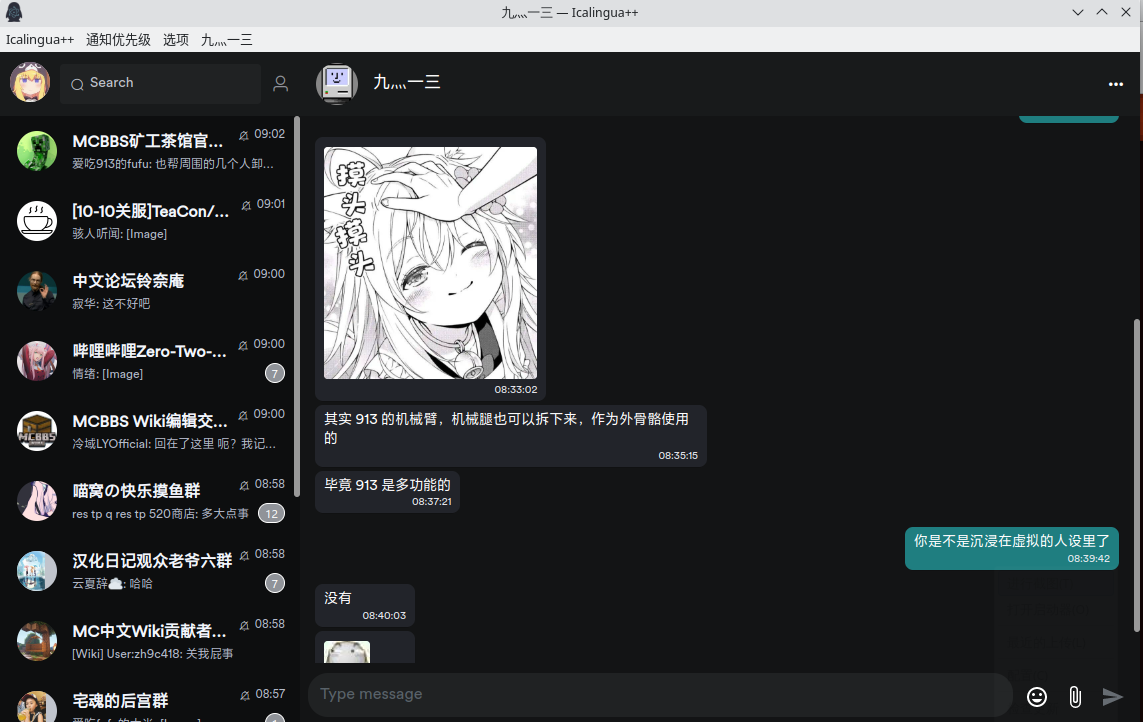 九灬一三 — Icalingua++
Icalingua++ 通知优先级 选项 九灬一三
Search
九灬一三
MCBBS矿工茶馆官... 09:02
爱吃913的fufu: 也帮周围的几个人卸...
[10-10关服]TeaCon/... 09:01
骇人听闻: [Image]
中文论坛铃奈庵 09:00
寂华: 这不好吧
哔哩哔哩Zero-Two-... 09:00
情绪: [Image] 7
MCBBS Wiki编辑交... 09:00
冷域LYOfficial: 回在了这里 呃？我记...
喵窝の快乐摸鱼群 08:58
res tp q res tp 520商店: 多大点事 12
汉化日记观众老爷六群 08:58
云夏辞☁: 哈哈 7
MC中文Wiki贡献者... 08:58
[Wiki] User:zh9c418: 关我屁事
宅魂的后宫群 08:57
摸头摸头
08:33:02
其实 913 的机械臂，机械腿也可以拆下来，作为外骨骼使用
的
08:35:15
毕竟 913 是多功能的
08:37:21
你是不是沉浸在虚拟的人设里了
08:39:42
没有
08:40:03
Type message